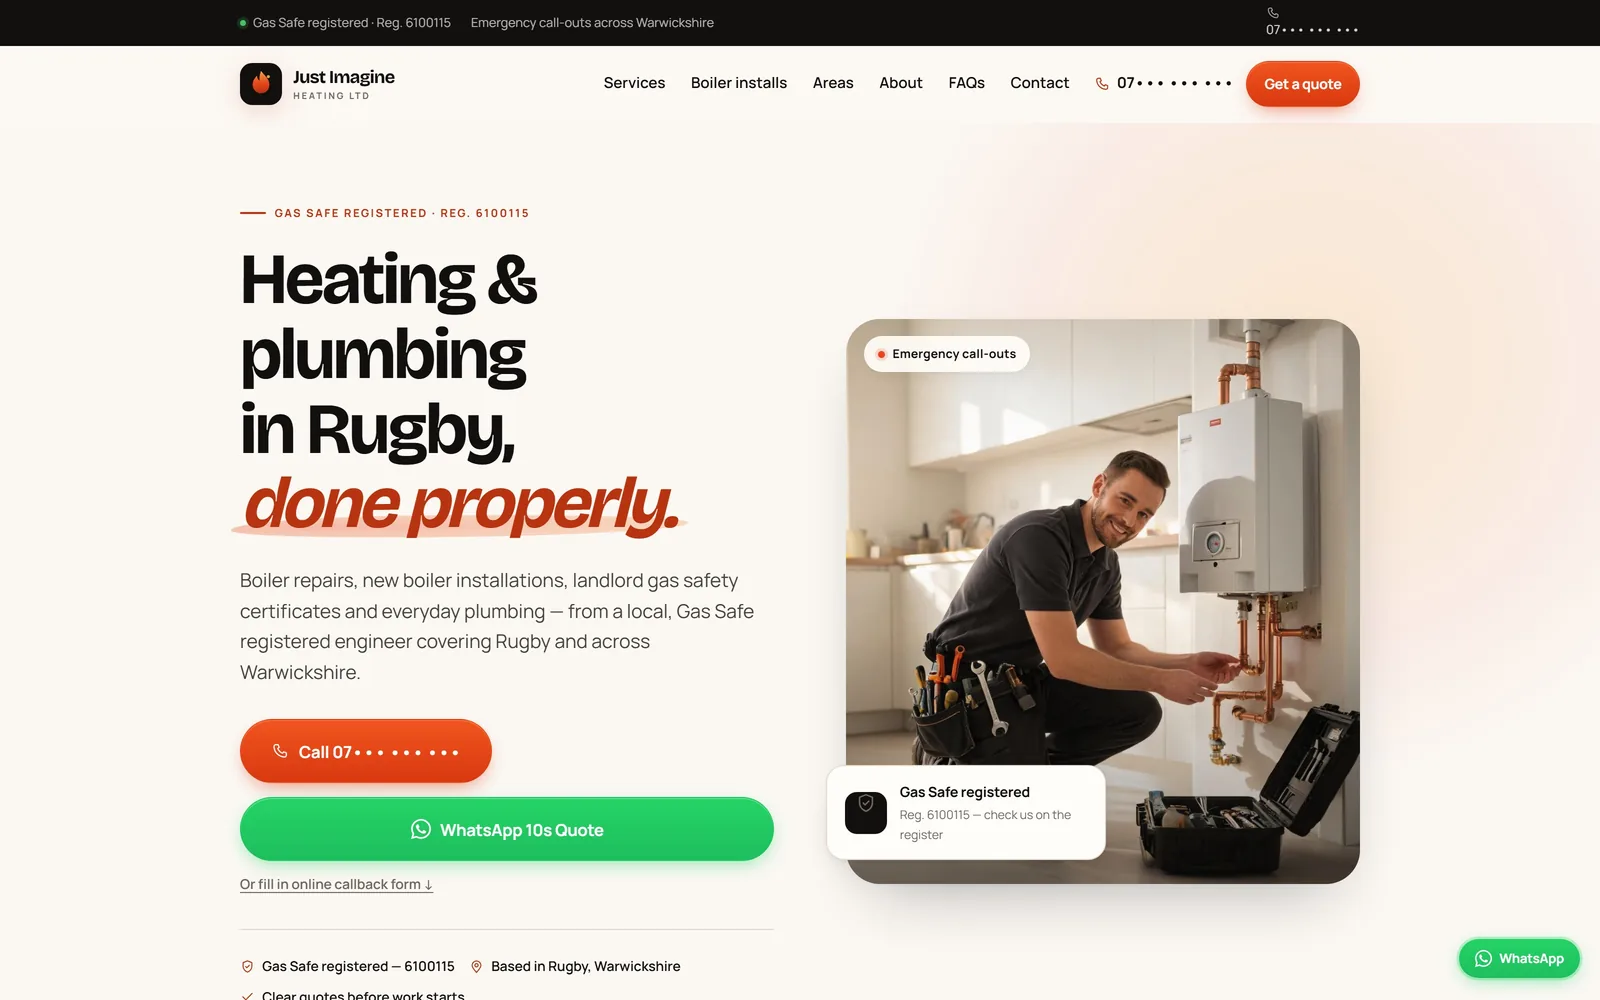 Gas Safe registered · Reg. 6100115
Emergency call-outs across Warwickshire
07••• ••• •••
Just Imagine
HEATING LTD
Services
Boiler installs
Areas
About
FAQs
Contact
07••• ••• •••
Get a quote
GAS SAFE REGISTERED · REG. 6100115
Heating &
plumbing
in Rugby,
done properly.
Boiler repairs, new boiler installations, landlord gas safety
certificates and everyday plumbing — from a local, Gas Safe
registered engineer covering Rugby and across
Warwickshire.
Call 07••• ••• •••
WhatsApp 10s Quote
Or fill in online callback form ↓
Gas Safe registered — 6100115
Based in Rugby, Warwickshire
Clear quotes before work starts
Emergency call-outs
Gas Safe registered
Reg. 6100115 — check us on the
register
WhatsApp